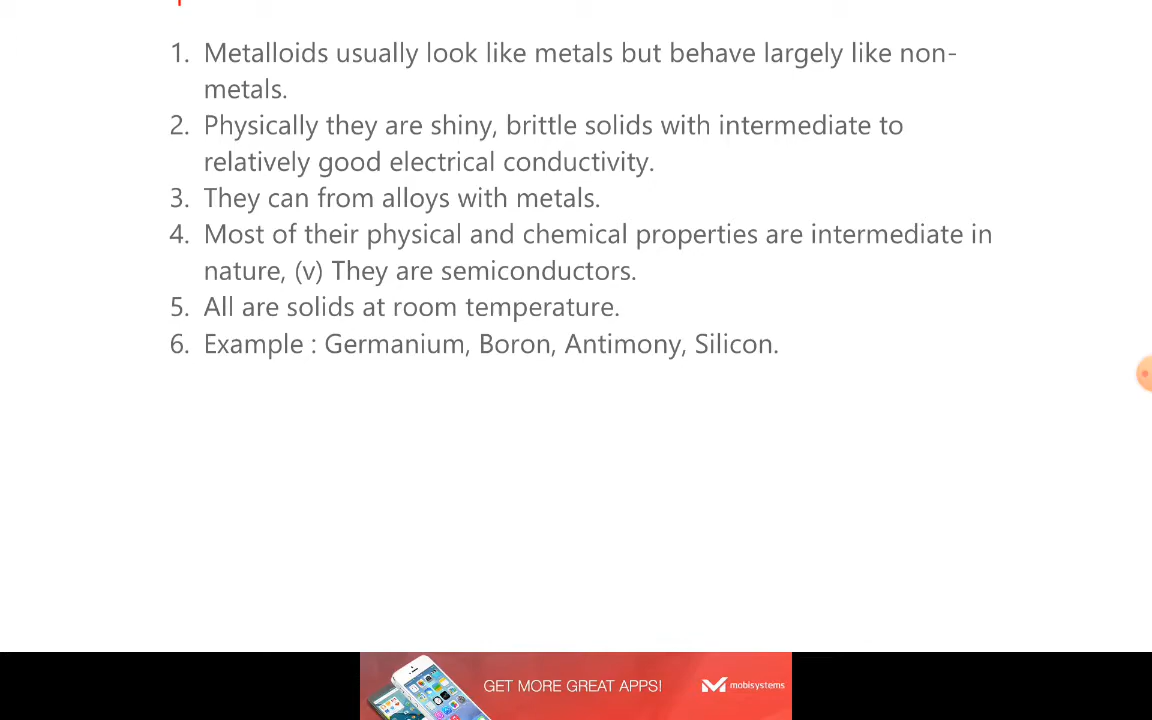 1. Metalloids usually look like metals but behave largely like non-
metals.
2. Physically they are shiny, brittle solids with intermediate to
relatively good electrical conductivity.
3. They can from alloys with metals.
4. Most of their physical and chemical properties are intermediate in
nature, (v) They are semiconductors.
5. All are solids at room temperature.
6. Example : Germanium, Boron, Antimony, Silicon.
GET MORE GREAT APPS! mobisystems